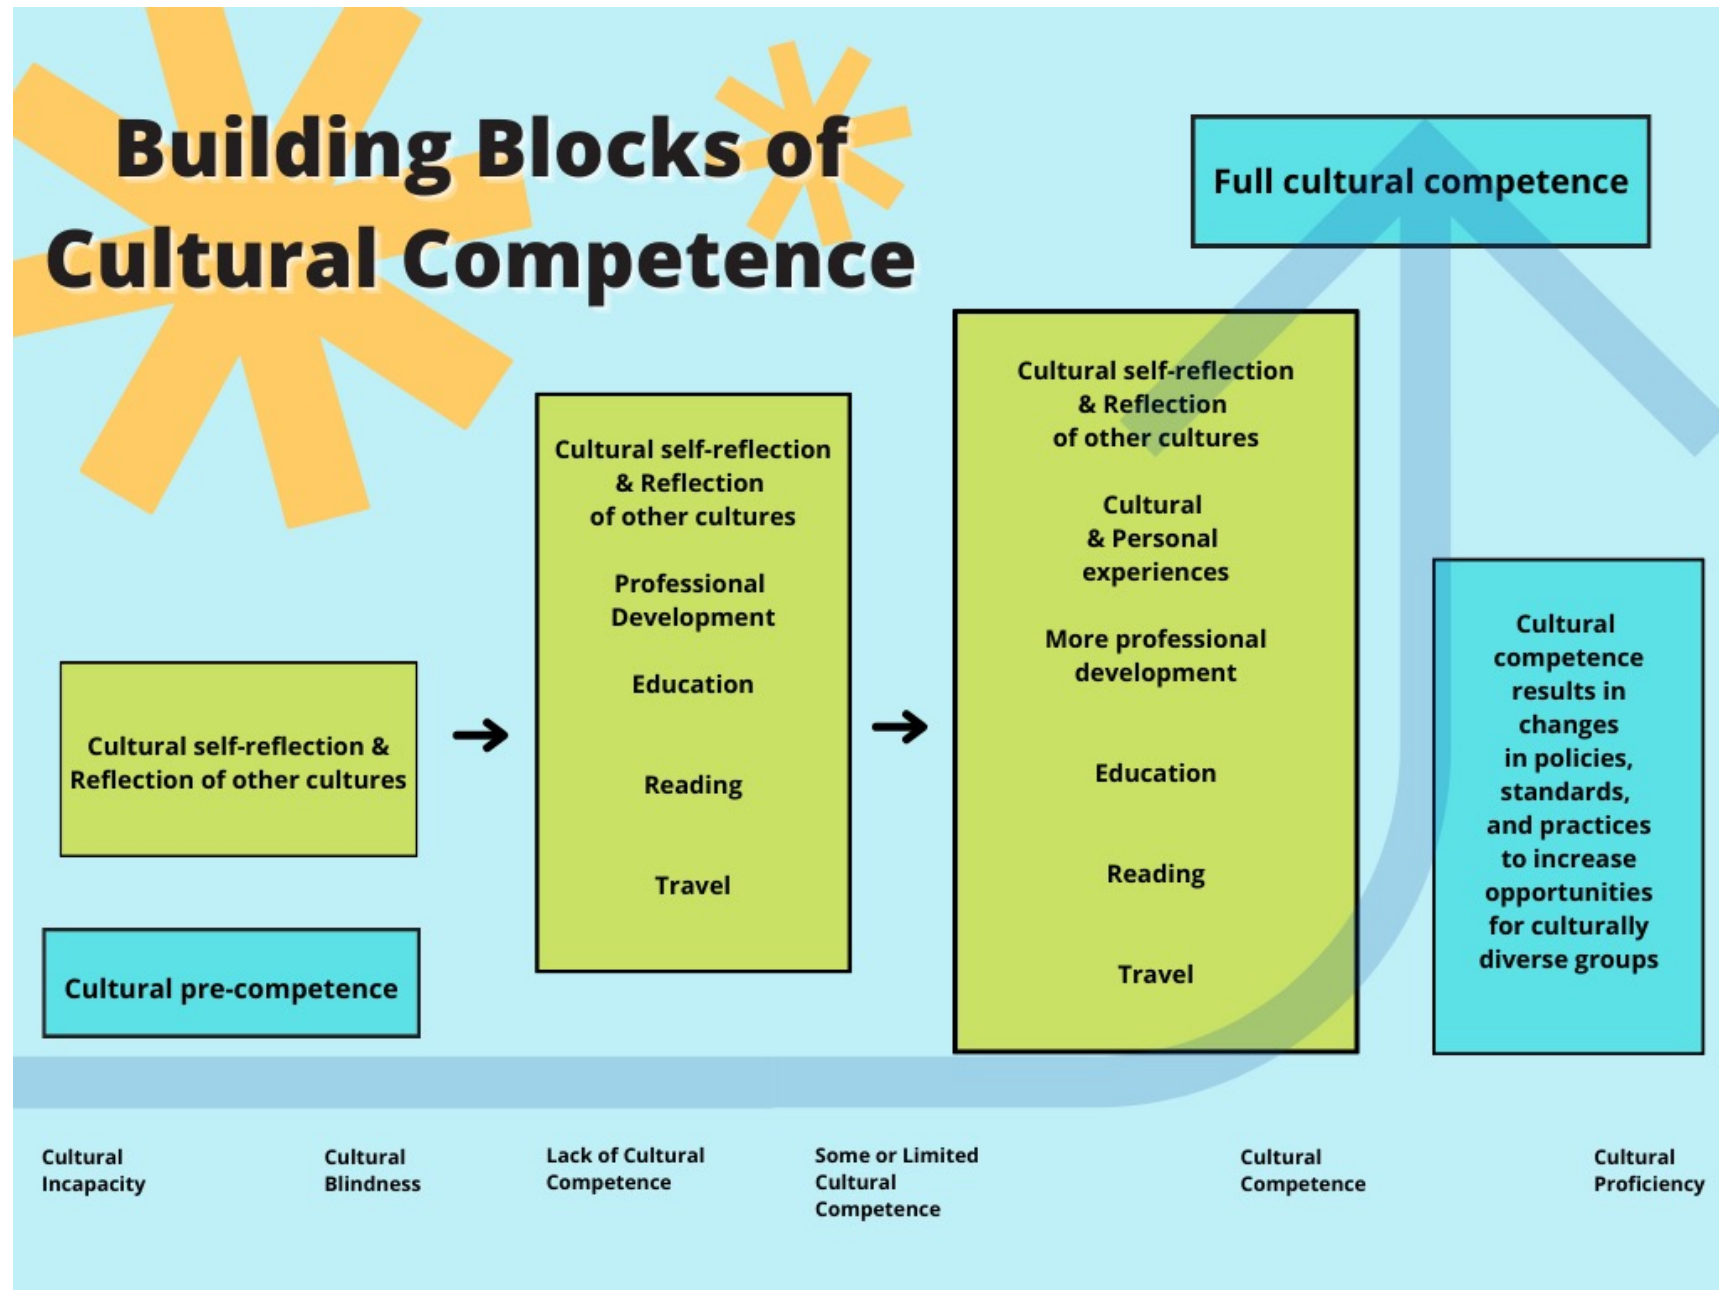 Building Blocks of
Cultural Competence
Full cultural competence
Cultural self-reflection &
Reflection of other cultures
Cultural pre-competence
Cultural self-reflection
& Reflection
of other cultures
Professional
Development
Education
Reading
Travel
Cultural self-reflection
& Reflection
of other cultures
Cultural
& Personal
experiences
More professional
development
Education
Reading
Travel
Cultural
competence
results in
changes
in policies,
standards,
and practices
to increase
opportunities
for culturally
diverse groups
Cultural
Incapacity
Cultural
Blindness
Lack of Cultural
Competence
Some or Limited
Cultural
Competence
Cultural
Competence
Cultural
Proficiency